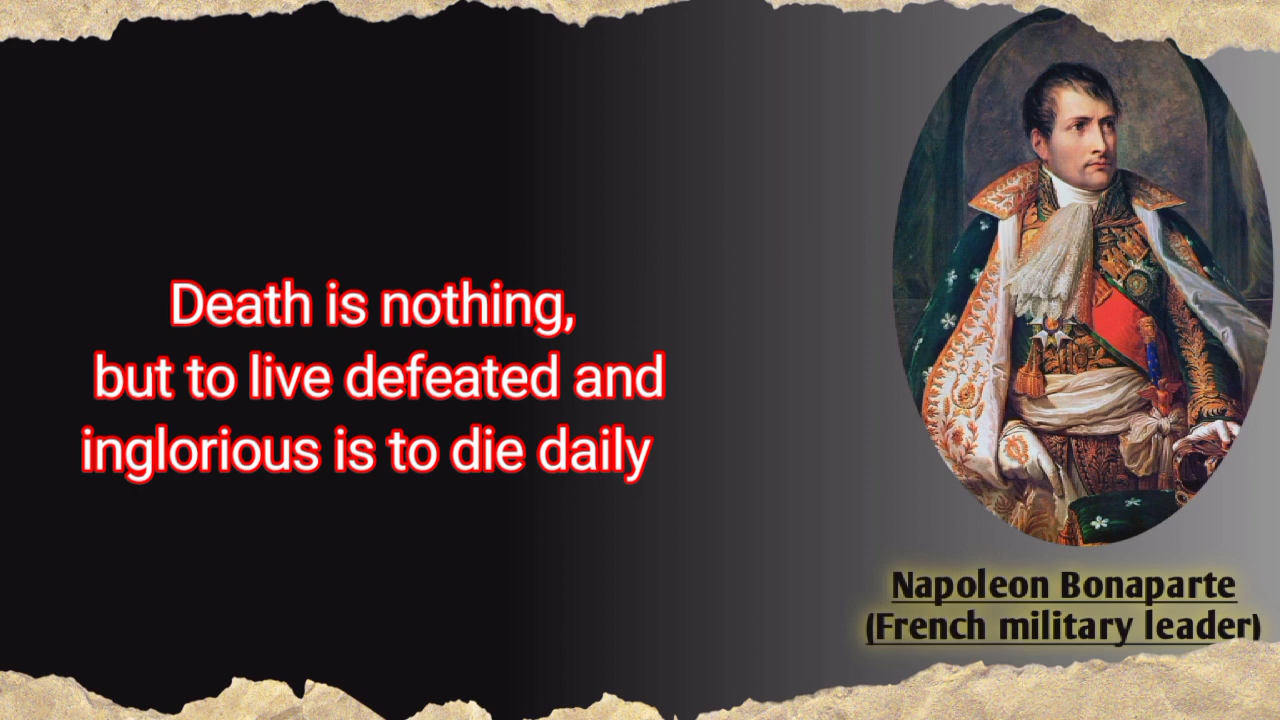 Death is nothing,
but to live defeated and
inglorious is to die daily
Napoleon Bonaparte
(French military leader)